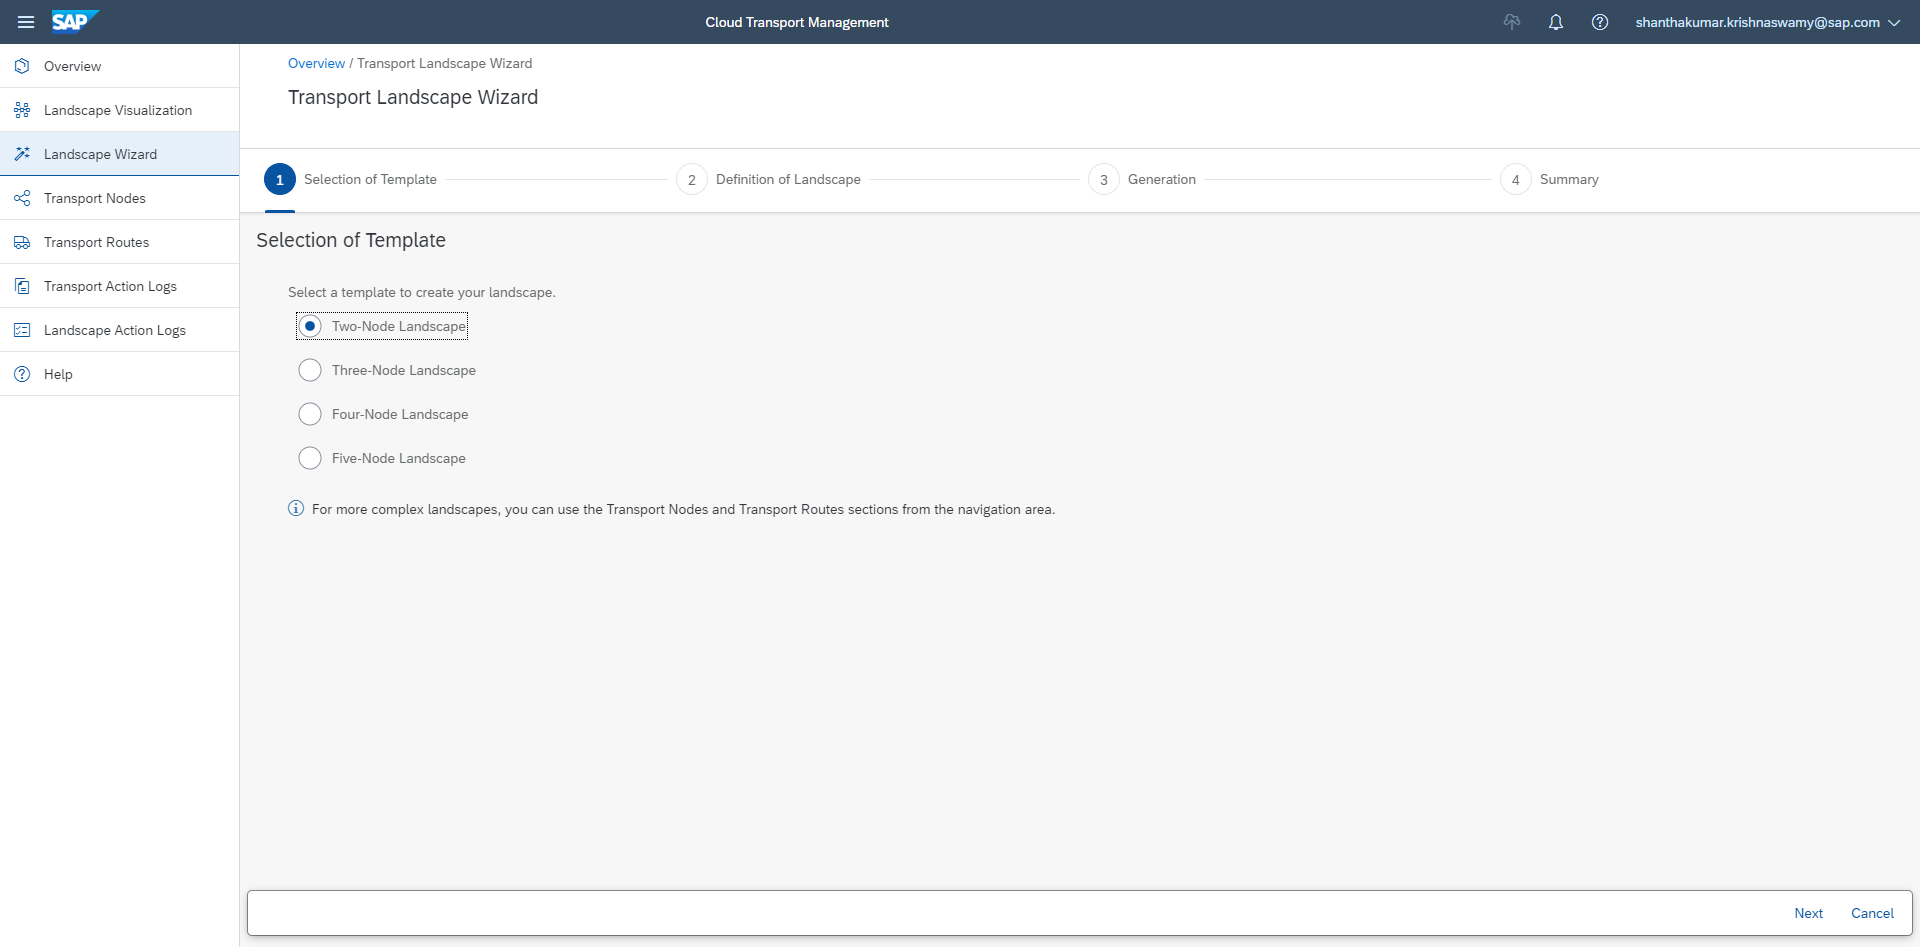 SAP
Cloud Transport Management
shanthakumar.krishnaswamy@sap.com
Overview
Landscape Visualization
Landscape Wizard
Transport Nodes
Transport Routes
Transport Action Logs
Landscape Action Logs
Help
Overview / Transport Landscape Wizard
Transport Landscape Wizard
1 Selection of Template
2 Definition of Landscape
3 Generation
4 Summary
Selection of Template
Select a template to create your landscape.
Two-Node Landscape
Three-Node Landscape
Four-Node Landscape
Five-Node Landscape
For more complex landscapes, you can use the Transport Nodes and Transport Routes sections from the navigation area.
Next Cancel